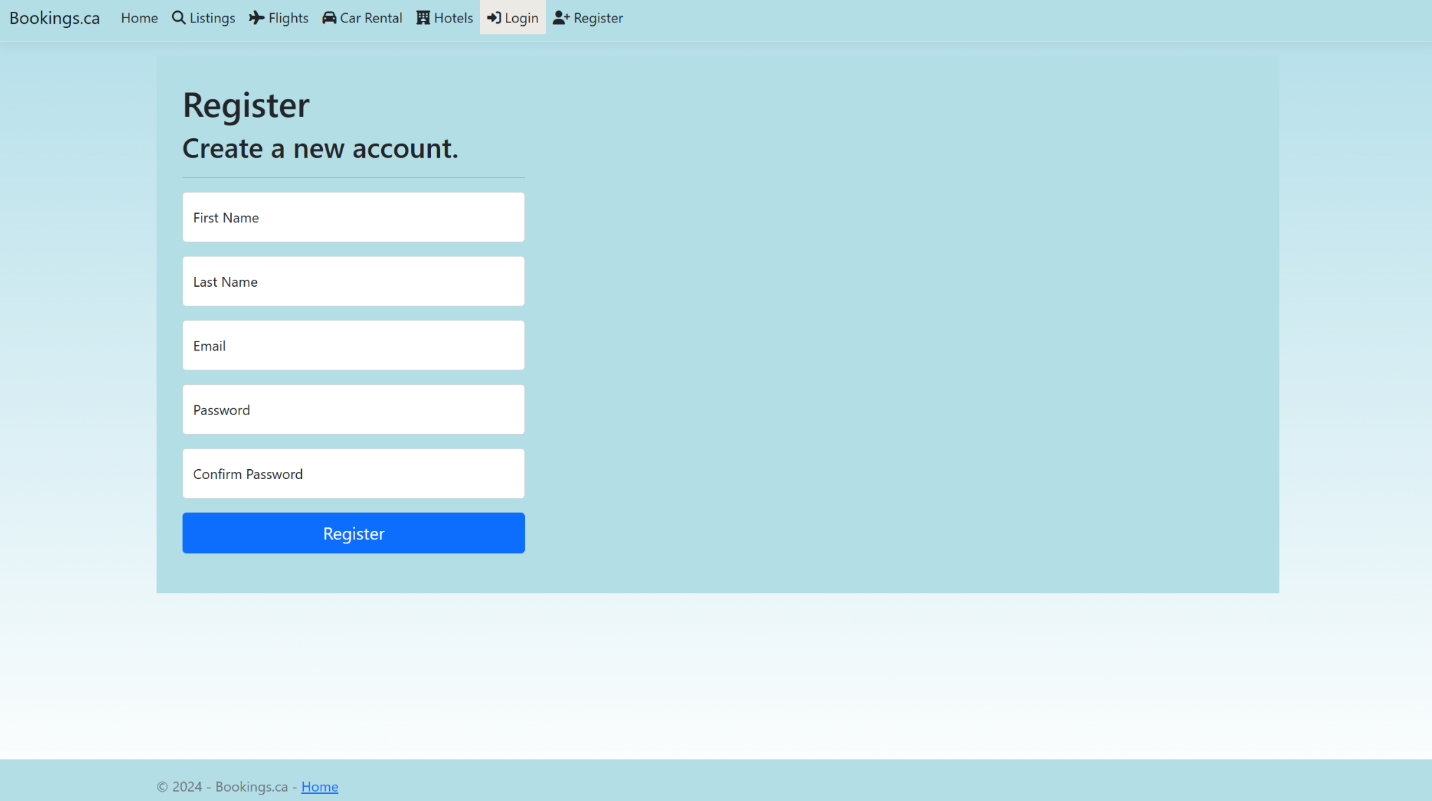 Bookings.ca Home Listings Flights Car Rental Hotels Login Register
Register
Create a new account.
First Name
Last Name
Email
Password
Confirm Password
Register
© 2024 - Bookings.ca - Home